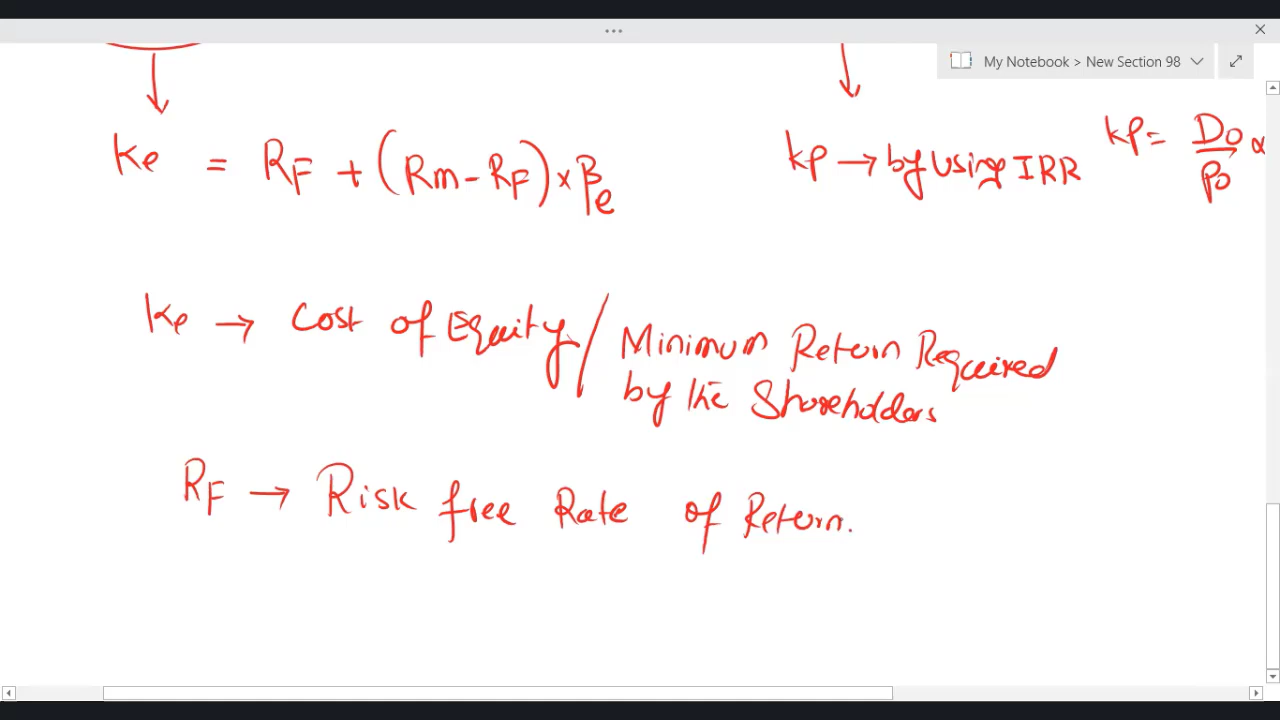 My Notebook > New Section 98
Ke = RF + (Rm - RF) × βe
kp → by Using IRR
kp = Do
Po
Ke → Cost of Equity / Minimum Return Required
by the Shareholders
RF → Risk free Rate of Return.